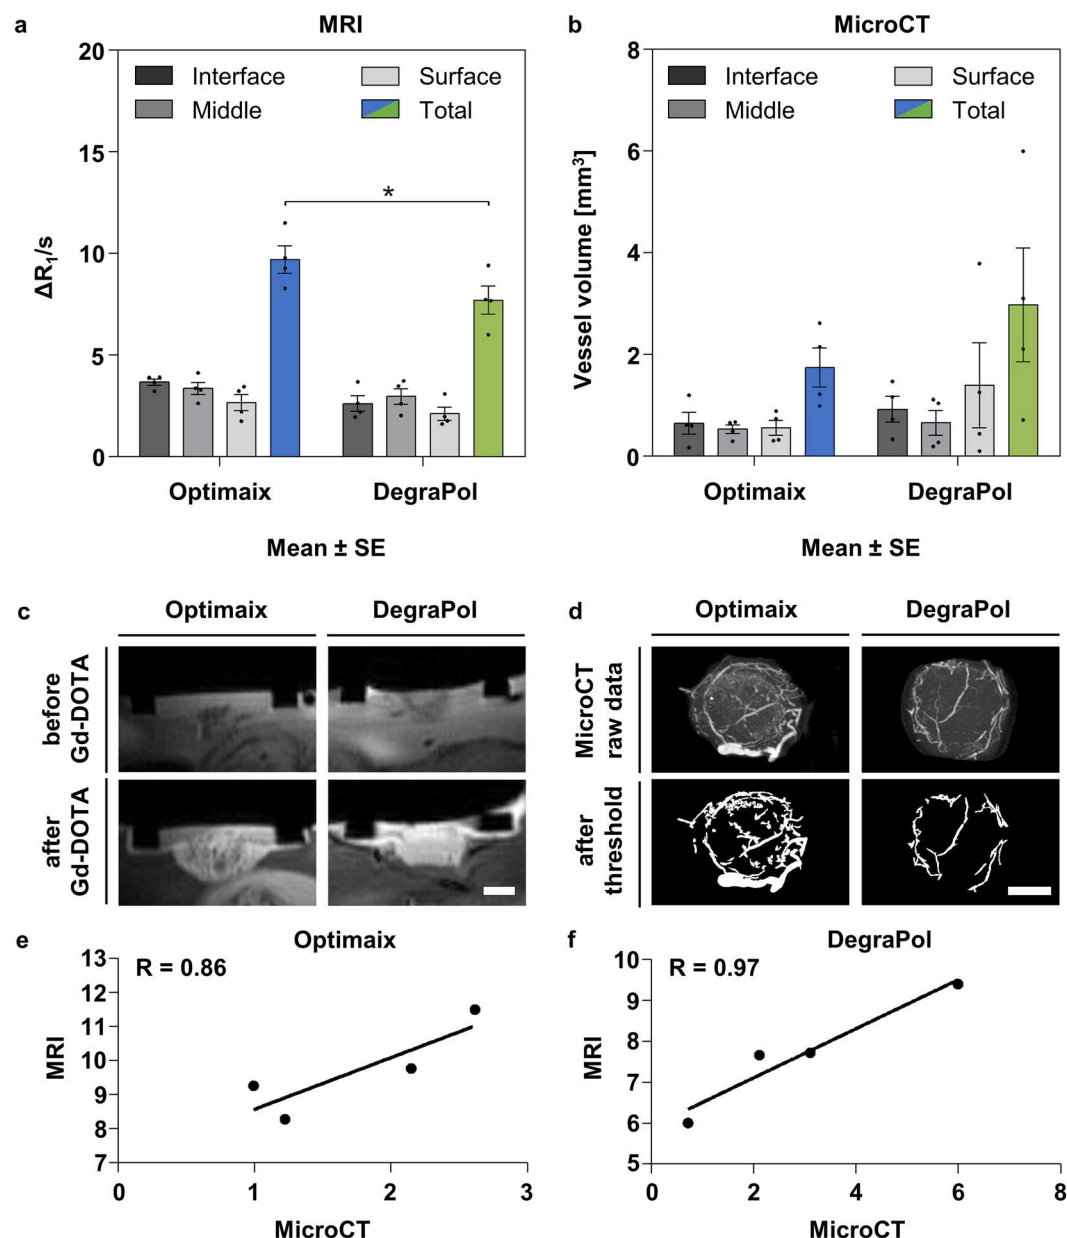 a
MRI
20
15
10
5
0
ΔR₁/s
Interface
Surface
Middle
Total
*
Optimaix
DegraPol
Mean ± SE
b
MicroCT
8
6
4
2
0
Vessel volume [mm³]
Interface
Surface
Middle
Total
Optimaix
DegraPol
Mean ± SE
c
Optimaix
DegraPol
before
Gd-DOTA
after
Gd-DOTA
d
Optimaix
DegraPol
MicroCT
raw data
after
threshold
e
Optimaix
R = 0.86
13
12
11
10
9
8
7
MRI
0 1 2 3
MicroCT
f
DegraPol
R = 0.97
10
9
8
7
6
5
MRI
0 2 4 6 8
MicroCT